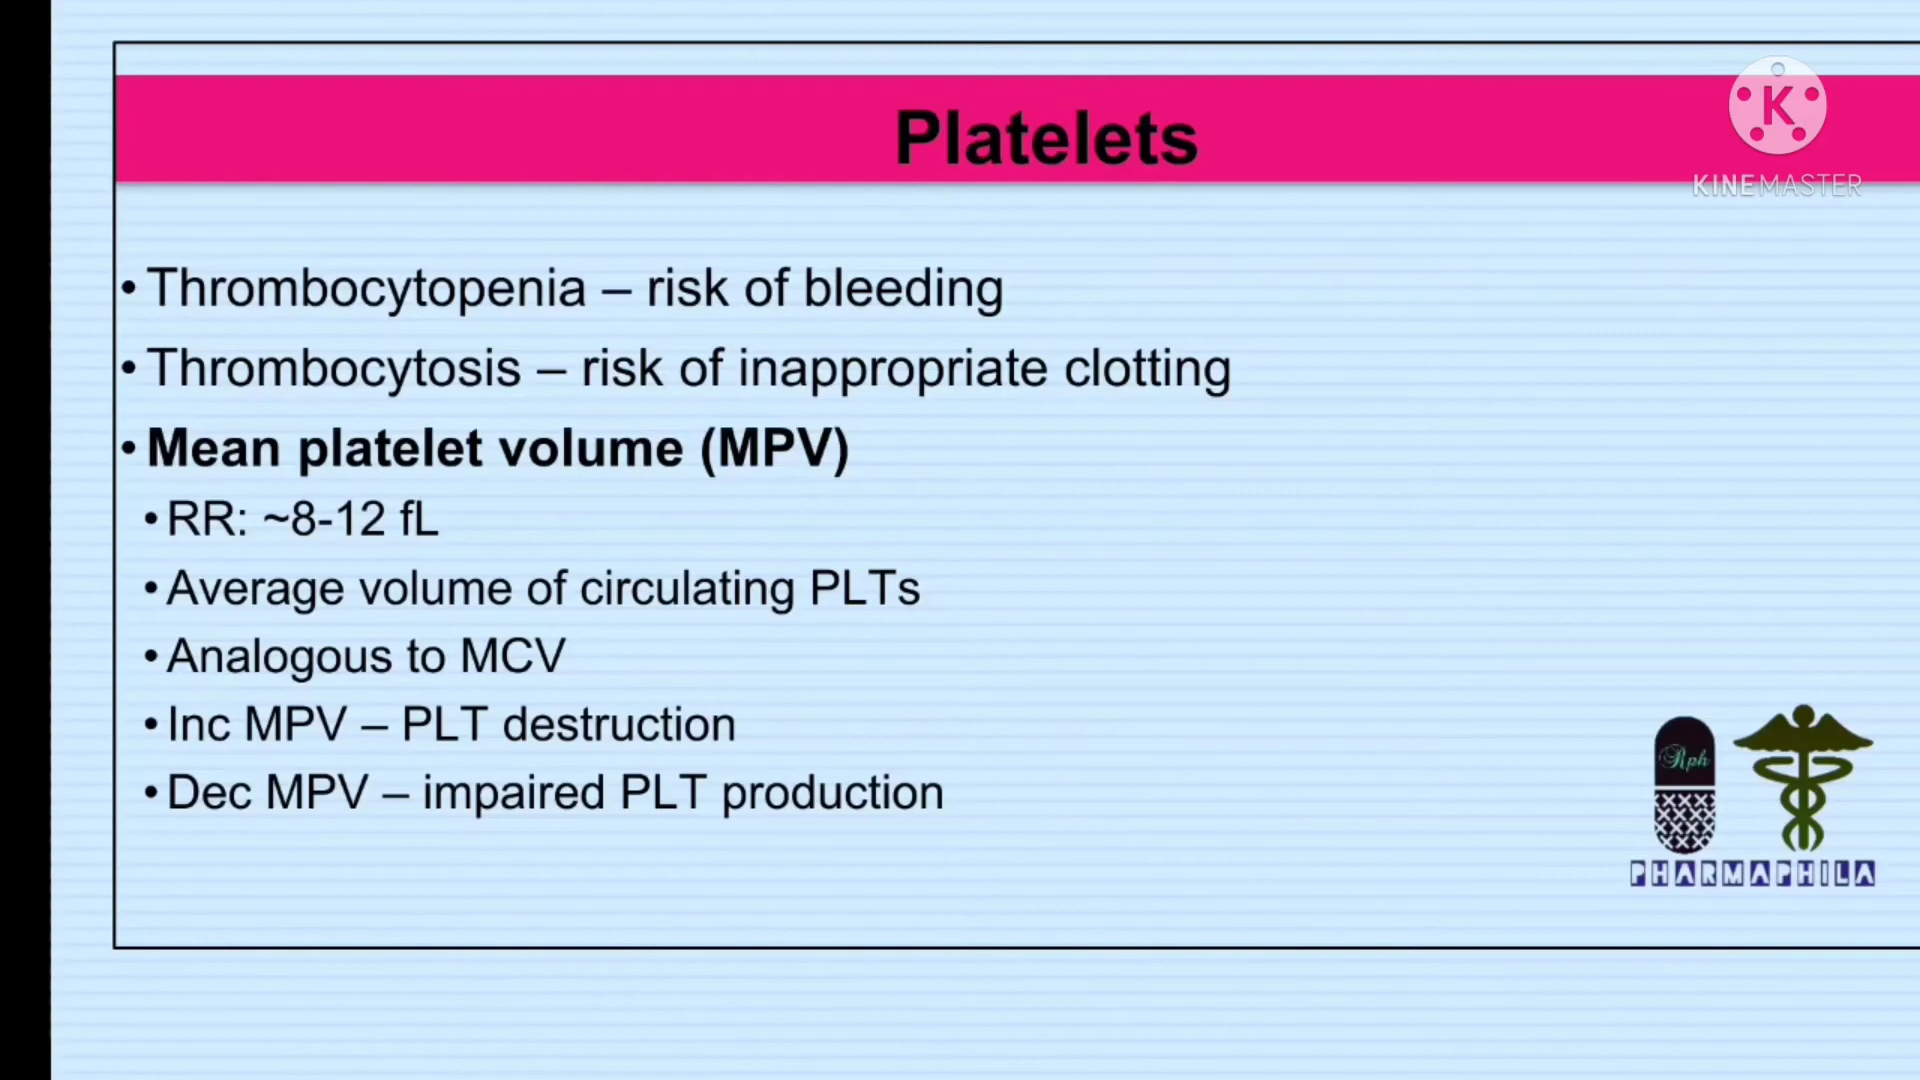 Platelets
K
KINEMASTER
• Thrombocytopenia – risk of bleeding
• Thrombocytosis – risk of inappropriate clotting
• Mean platelet volume (MPV)
• RR: ~8-12 fL
• Average volume of circulating PLTs
• Analogous to MCV
• Inc MPV – PLT destruction
• Dec MPV – impaired PLT production
Rph
PHARMAPHILA